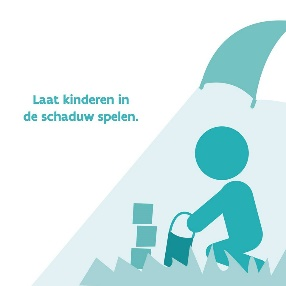 Laat kinderen in
de schaduw spelen.